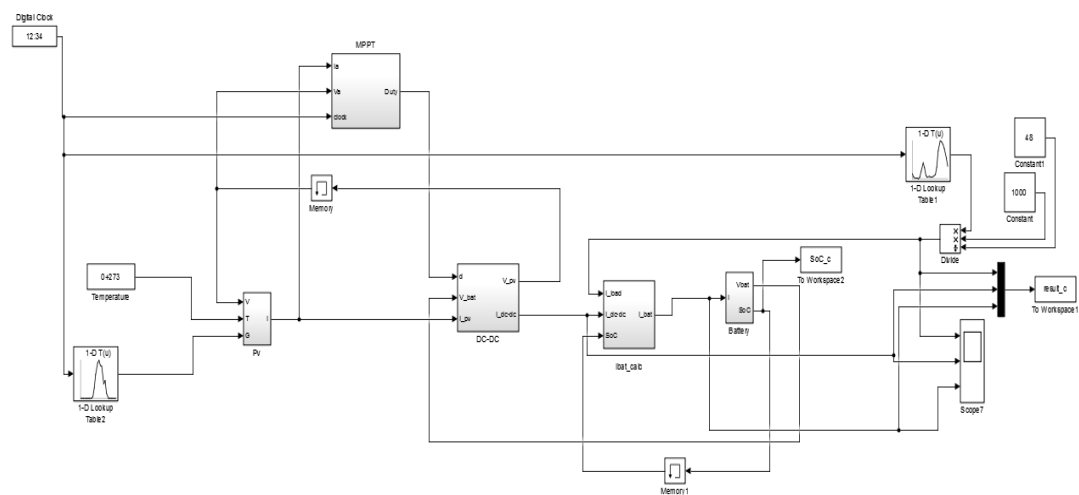 Digital Clock
12:34
MPPT
Ia
Va
clock
Duty
1-D T(u)
1-D Lookup
Table1
48
Constant1
1000
Constant
Memory
×
×
÷
Divide
0+273
Temperature
V
T
G
I
PV
d
V_bat
I_pv
V_pv
I_dc-dc
DC-DC
I_load
I_dc-dc
SoC
I_bat
Ibat_calc
I
Vbat
SoC
Battery
SoC_c
To Workspace2
result_c
To Workspace1
1-D T(u)
1-D Lookup
Table2
Scope7
Memory1